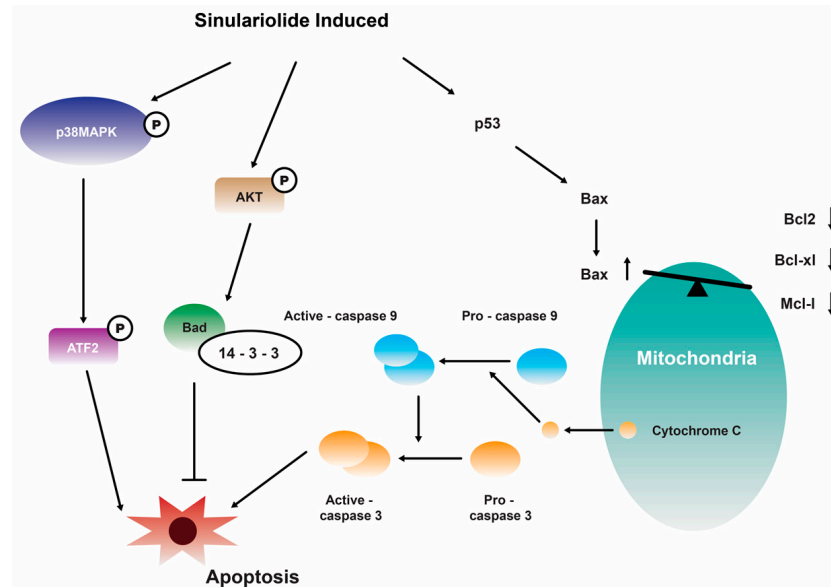 Sinulariolide Induced
p38MAPK
P
AKT
P
p53
Bax
Bax
Bcl2
Bcl-xl
Mcl-l
ATF2
P
Bad
14 - 3 - 3
Active - caspase 9
Pro - caspase 9
Mitochondria
Cytochrome C
Active -
caspase 3
Pro -
caspase 3
Apoptosis